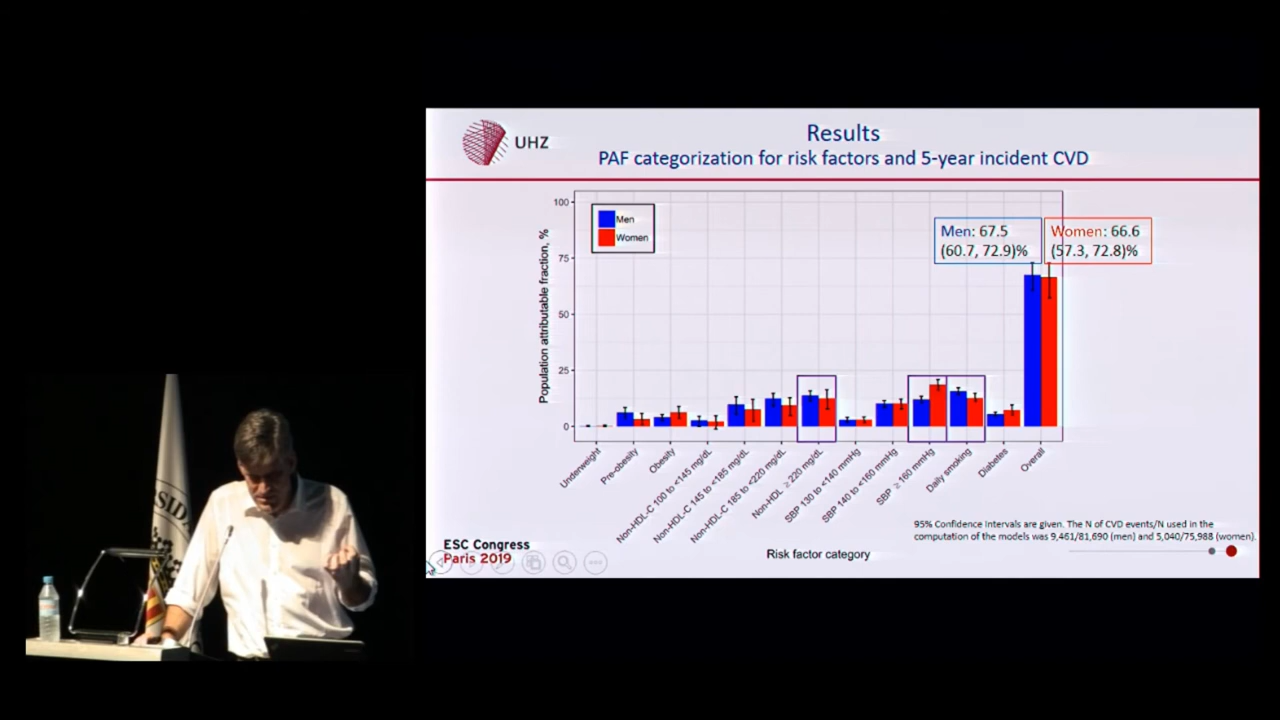 UHZ
Results
PAF categorization for risk factors and 5-year incident CVD
Population attributable fraction, %
100
75
50
25
0
Men
Women
Men: 67.5
(60.7, 72.9)%
Women: 66.6
(57.3, 72.8)%
Underweight
Pre-obesity
Obesity
Non-HDL-C 100 to <145 mg/dL
Non-HDL-C 145 to <185 mg/dL
Non-HDL-C 185 to <220 mg/dL
Non-HDL ≥ 220 mg/dL
SBP 130 to <140 mmHg
SBP 140 to <160 mmHg
SBP ≥ 160 mmHg
Daily smoking
Diabetes
Overall
Risk factor category
95% Confidence Intervals are given. The N of CVD events/N used in the
computation of the models was 9,461/81,690 (men) and 5,040/75,988 (women).
ESC Congress
Paris 2019
SIDA